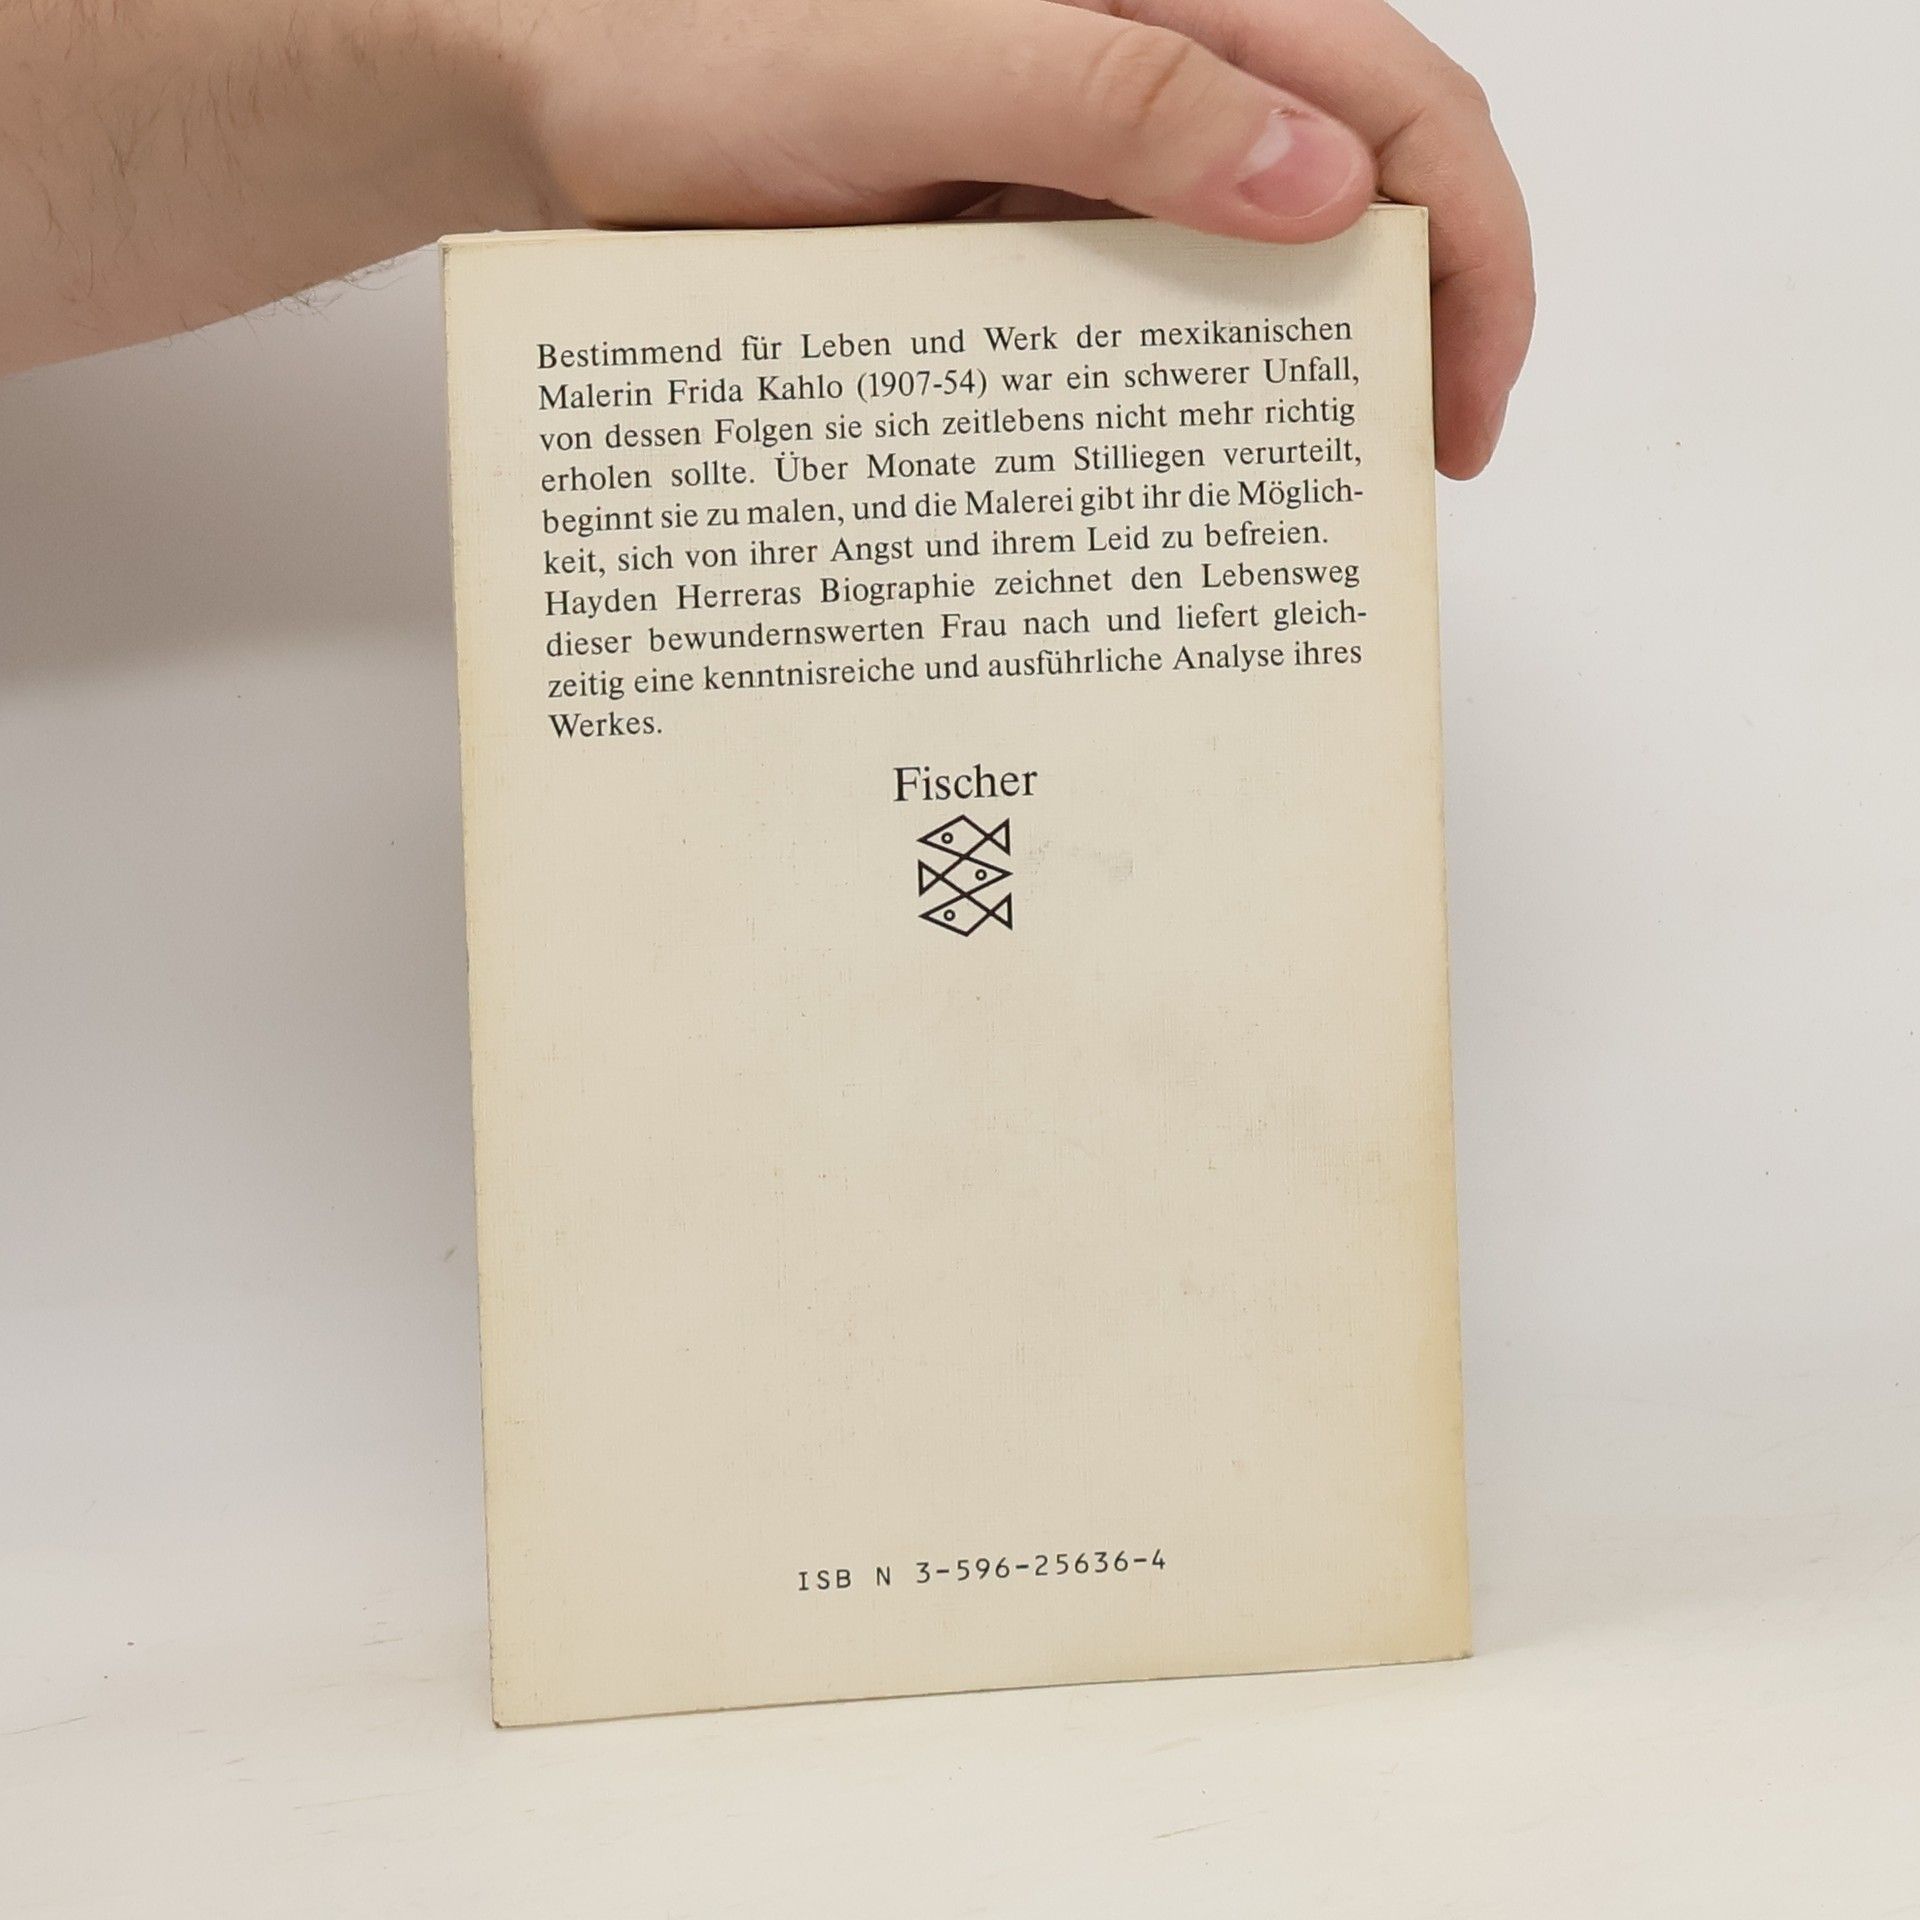 Bestimmend für Leben und Werk der mexikanischen
Malerin Frida Kahlo (1907-54) war ein schwerer Unfall,
von dessen Folgen sie sich zeitlebens nicht mehr richtig
erholen sollte. Über Monate zum Stilliegen verurteilt,
beginnt sie zu malen, und die Malerei gibt ihr die Möglich-
keit, sich von ihrer Angst und ihrem Leid zu befreien.
Hayden Herreras Biographie zeichnet den Lebensweg
dieser bewundernswerten Frau nach und liefert gleich-
zeitig eine kenntnisreiche und ausführliche Analyse ihres
Werkes.
Fischer
ISB N 3-596-25636-4